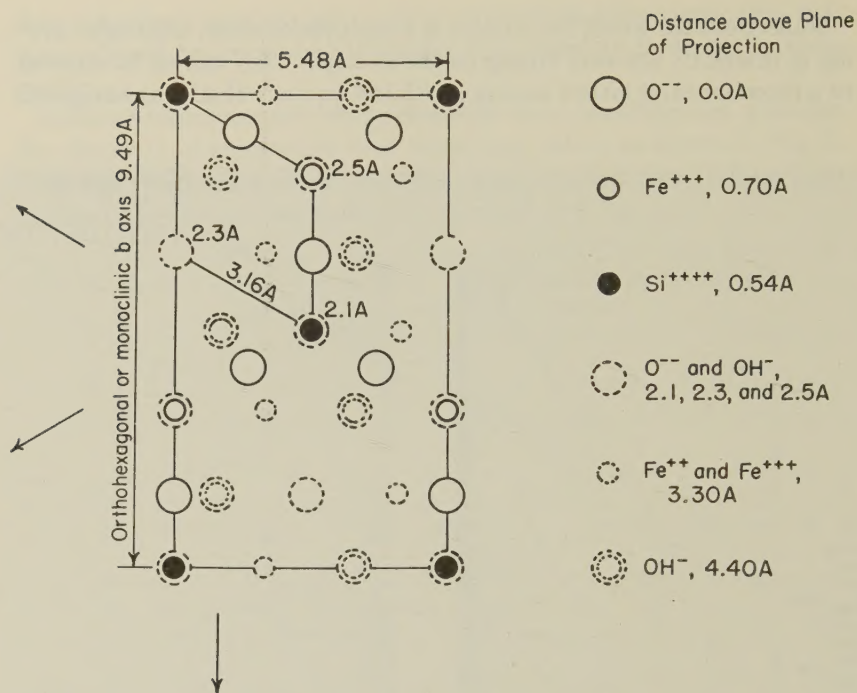 Distance above Plane
of Projection
5.48A
O⁻⁻, 0.0A
2.5A
Fe⁺⁺⁺, 0.70A
Orthohexagonal or monoclinic b axis 9.49A
2.3A
3.16A
2.1A
Si⁺⁺⁺⁺, 0.54A
O⁻⁻ and OH⁻,
2.1, 2.3, and 2.5A
Fe⁺⁺ and Fe⁺⁺⁺,
3.30A
OH⁻, 4.40A